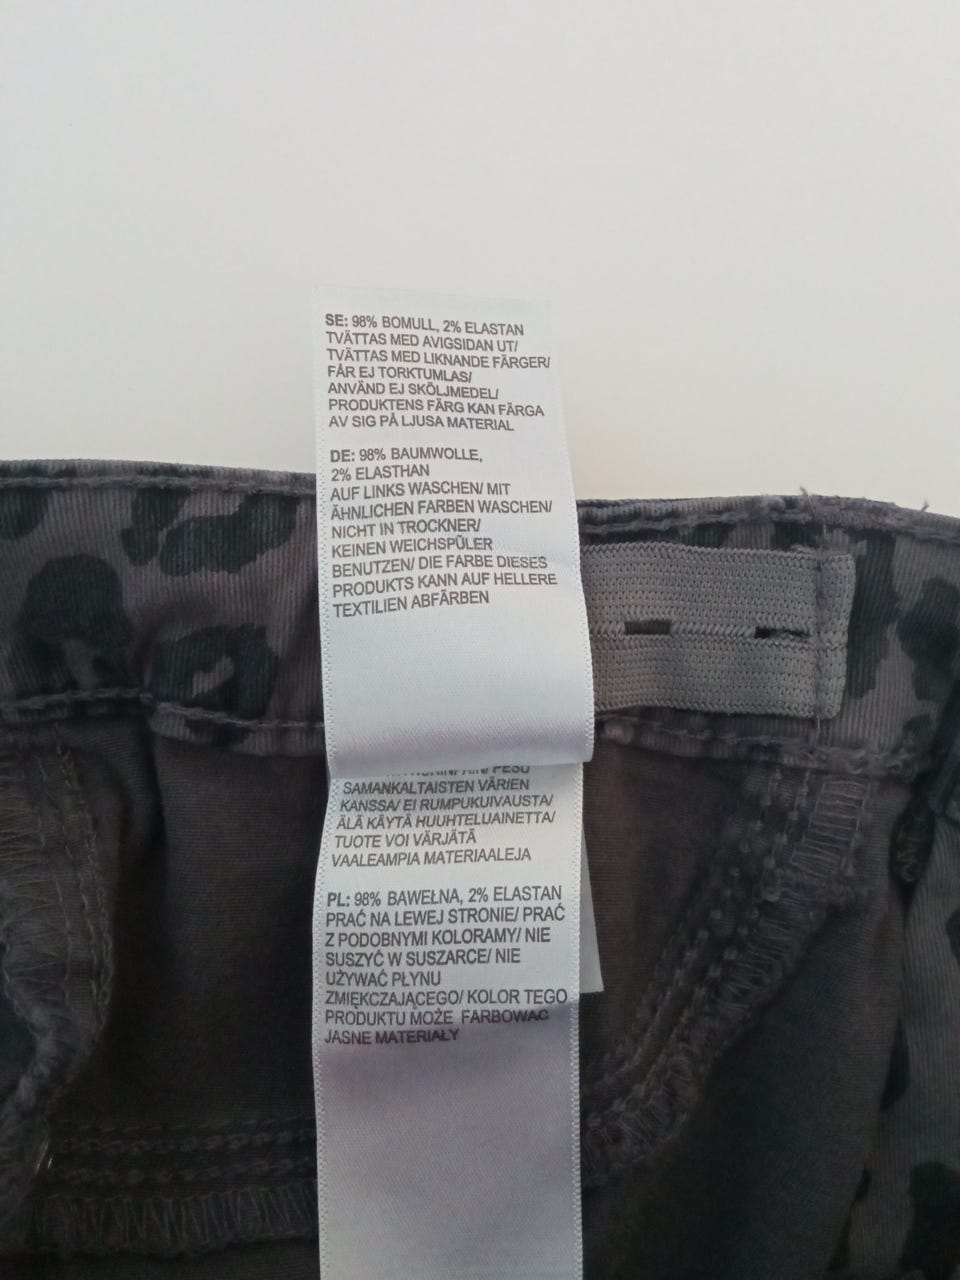 SE: 98% BOMULL, 2% ELASTAN
TVÄTTAS MED AVIGSIDAN UT/
TVÄTTAS MED LIKNANDE FÄRGER/
FÅR EJ TORKTUMLAS/
ANVÄND EJ SKÖLJMEDEL/
PRODUKTENS FÄRG KAN FÄRGA
AV SIG PÅ LJUSA MATERIAL
DE: 98% BAUMWOLLE,
2% ELASTHAN
AUF LINKS WASCHEN/ MIT
ÄHNLICHEN FARBEN WASCHEN/
NICHT IN TROCKNER/
KEINEN WEICHSPÜLER
BENUTZEN/ DIE FARBE DIESES
PRODUKTS KANN AUF HELLERE
TEXTILIEN ABFÄRBEN
PESU
SAMANKALTAISTEN VÄRIEN
KANSSA/ EI RUMPUKUIVAUSTA/
ÄLÄ KÄYTÄ HUUHTELUAINETTA/
TUOTE VOI VÄRJÄTÄ
VAALEAMPIA MATERIAALEJA
PL: 98% BAWEŁNA, 2% ELASTAN
PRAĆ NA LEWEJ STRONIE/ PRAĆ
Z PODOBNYMI KOLORAMY/ NIE
SUSZYĆ W SUSZARCE/ NIE
UŻYWAĆ PŁYNU
ZMIĘKCZAJĄCEGO/ KOLOR TEGO
PRODUKTU MOŻE FARBOWAĆ
JASNE MATERIAŁY